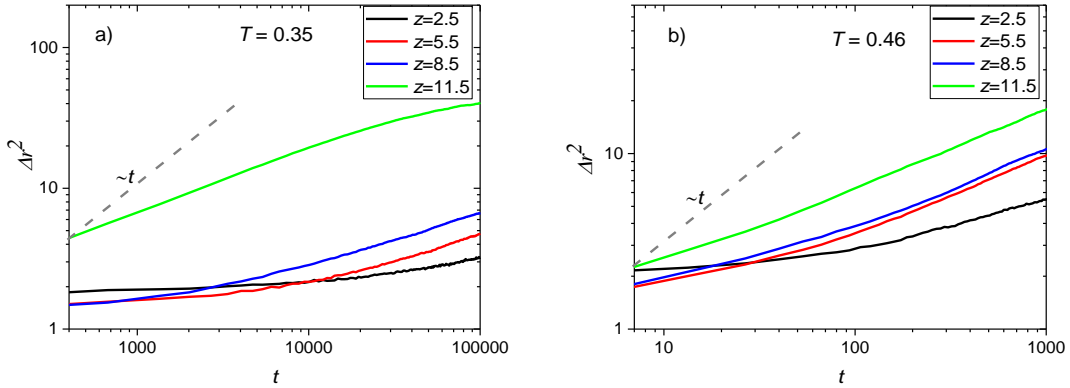 a)
T = 0.35
z=2.5
z=5.5
z=8.5
z=11.5
100
10
1
Δr²
~t
1000
10000
100000
t
b)
T = 0.46
z=2.5
z=5.5
z=8.5
z=11.5
10
1
Δr²
~t
10
100
1000
t